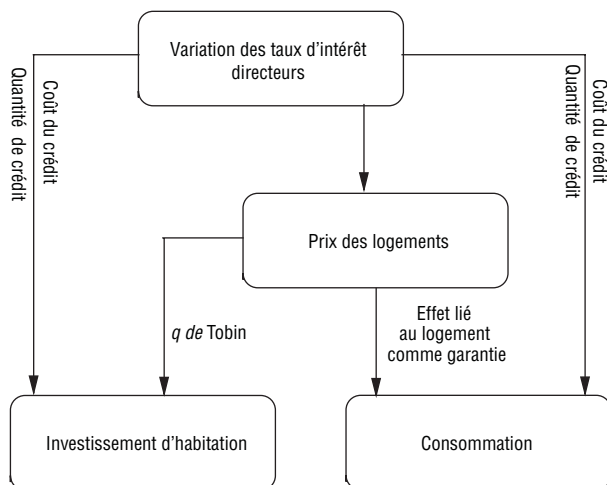 Variation des taux d'intérêt
directeurs
Coût du crédit
Quantité de crédit
Coût du crédit
Quantité de crédit
Prix des logements
q de Tobin
Effet lié
au logement
comme garantie
Investissement d'habitation
Consommation